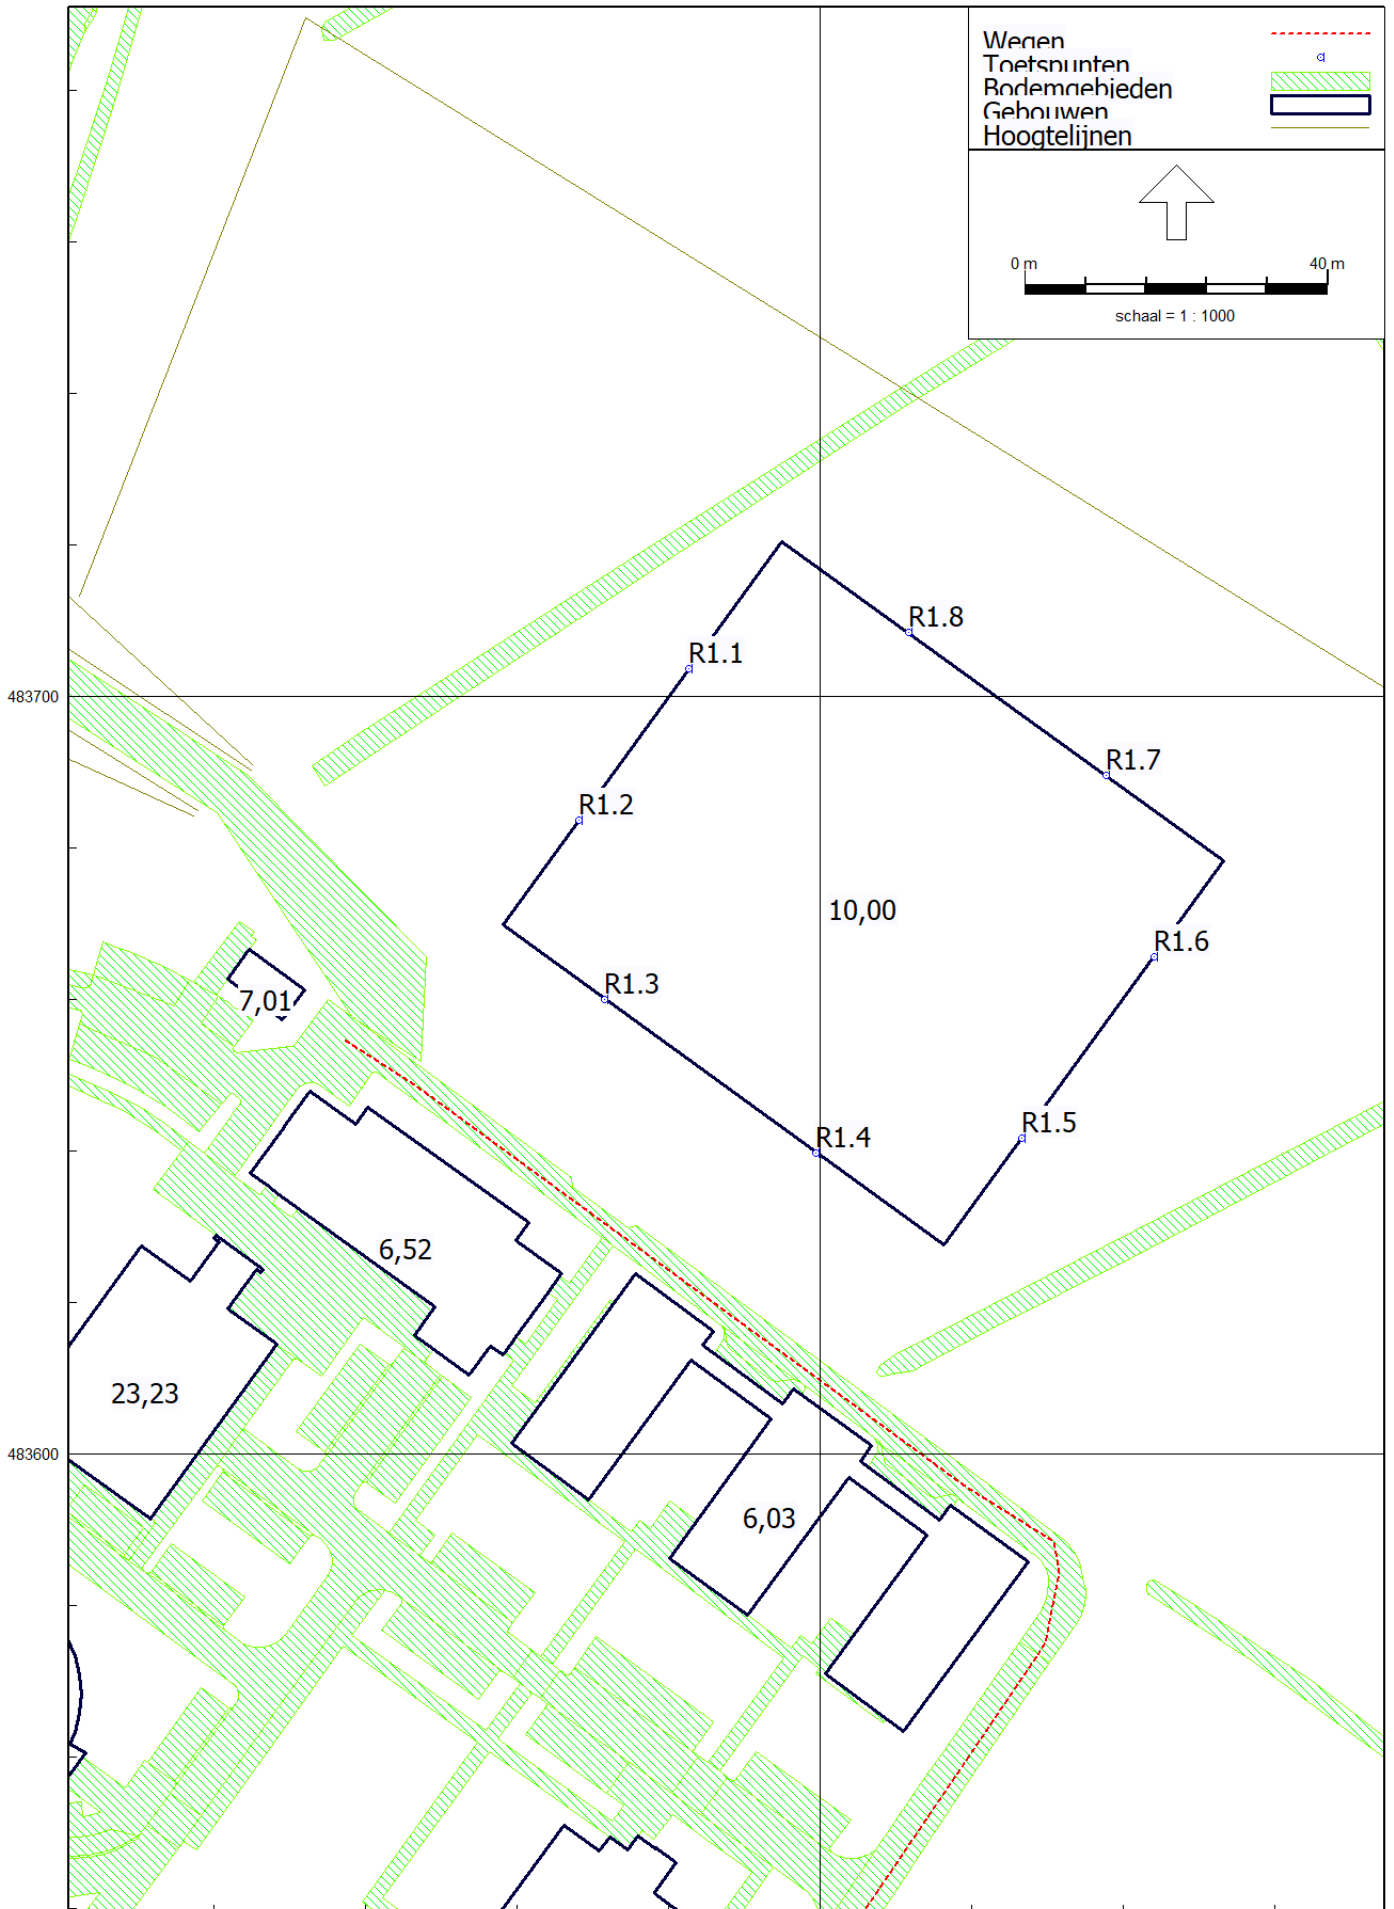 Wegen
Toetspunten
Bodemgebieden
Gebouwen
Hoogtelijnen
0 m 40 m
schaal = 1 : 1000
R1.8
R1.1
483700
R1.7
R1.2
10,00
R1.6
R1.3
7,01
R1.5
R1.4
6,52
23,23
483600
6,03